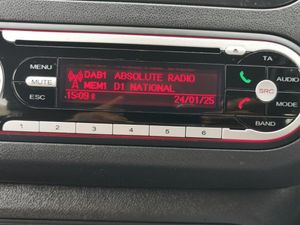 TA
MENU
DAB1 ABSOLUTE RADIO
AUDIO
MUTE
A MEM1 D1 NATIONAL
SRC
ESC
15:09 24/01/25
MODE
BAND
1 2 3 4 5 6